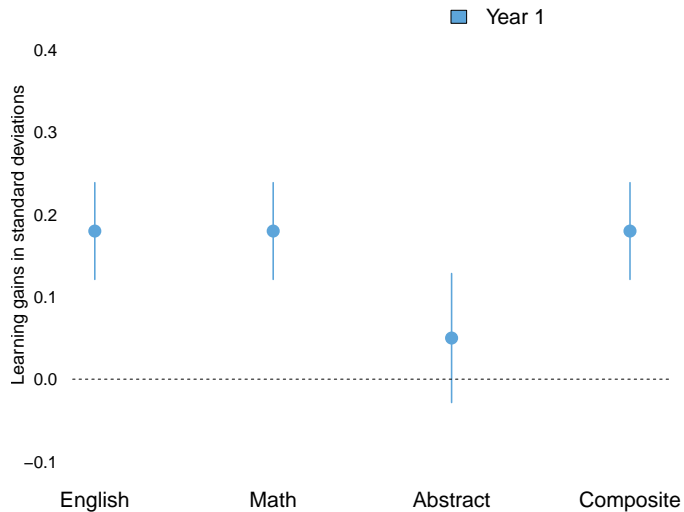 Year 1
Learning gains in standard deviations
0.4
0.3
0.2
0.1
0.0
−0.1
English
Math
Abstract
Composite